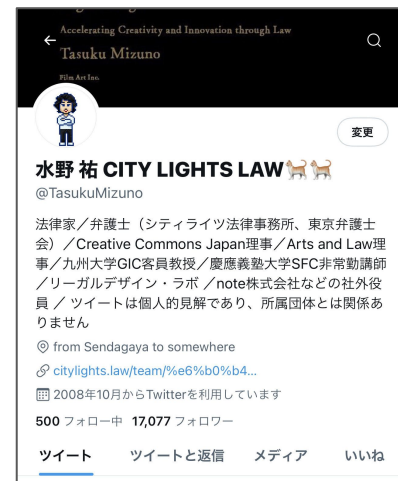 Accelerating Creativity and Innovation through Law
Tasuku Mizuno
Film Art Inc.
変更
水野 祐 CITY LIGHTS LAW🐈🐈
@TasukuMizuno
法律家／弁護士（シティライツ法律事務所、東京弁護士
会）／Creative Commons Japan理事／Arts and Law理
事／九州大学GIC客員教授／慶應義塾大学SFC非常勤講師
／リーガルデザイン・ラボ ／note株式会社などの社外役
員 ／ ツイートは個人的見解であり、所属団体とは関係あ
りません
from Sendagaya to somewhere
citylights.law/team/%e6%b0%b4...
2008年10月からTwitterを利用しています
500 フォロー中 17,077 フォロワー
ツイート ツイートと返信 メディア いいね